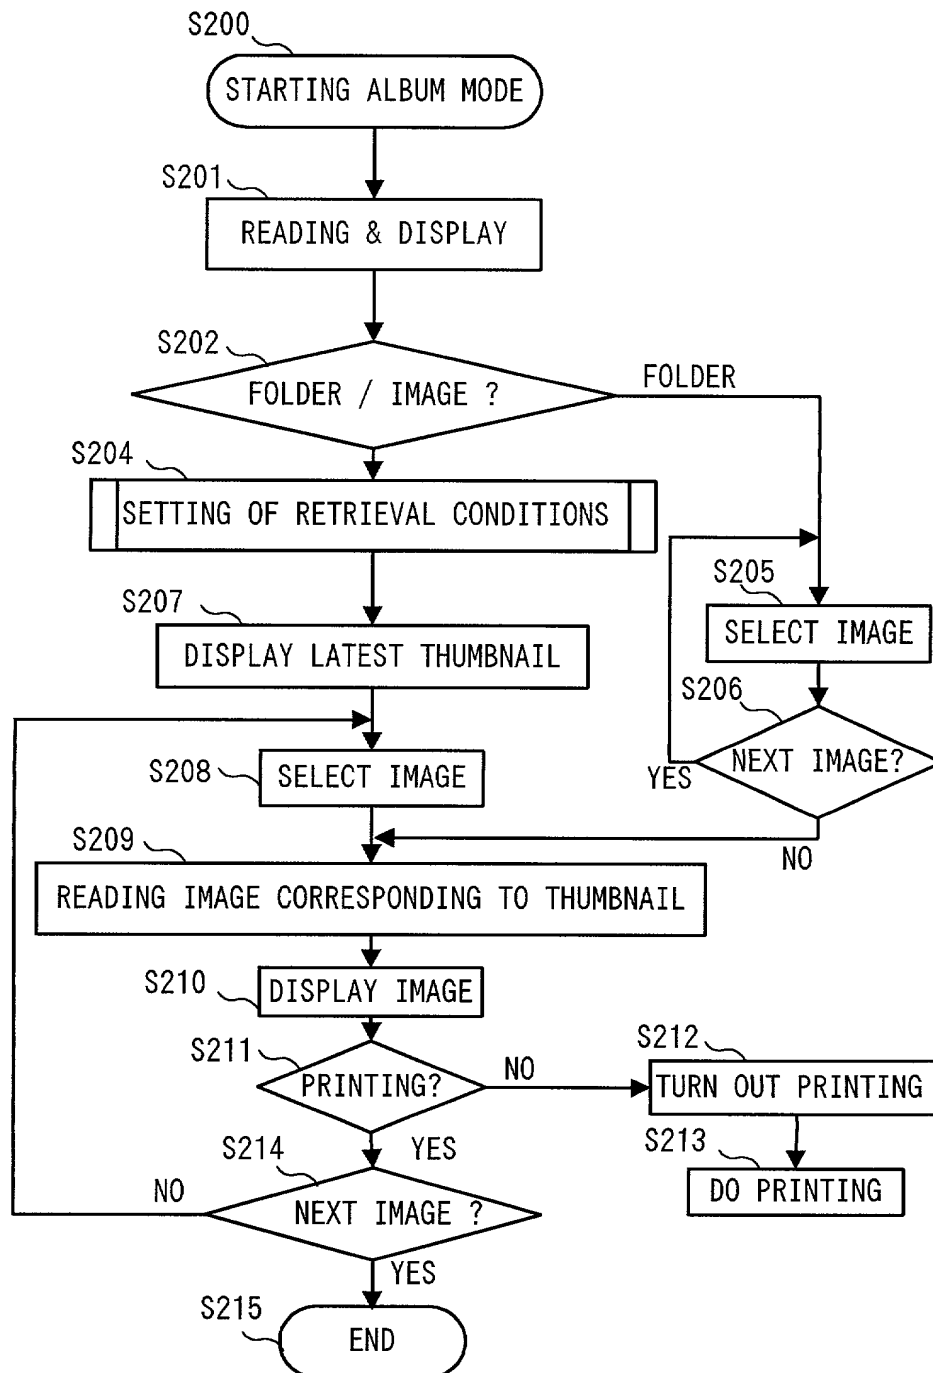 S200
STARTING ALBUM MODE
S201
READING & DISPLAY
S202
FOLDER / IMAGE ?
FOLDER
S204
SETTING OF RETRIEVAL CONDITIONS
S205
SELECT IMAGE
S207
DISPLAY LATEST THUMBNAIL
S206
NEXT IMAGE?
YES
NO
S208
SELECT IMAGE
S209
READING IMAGE CORRESPONDING TO THUMBNAIL
S210
DISPLAY IMAGE
S211
PRINTING?
NO
S212
TURN OUT PRINTING
S213
DO PRINTING
YES
S214
NEXT IMAGE ?
NO
YES
S215
END